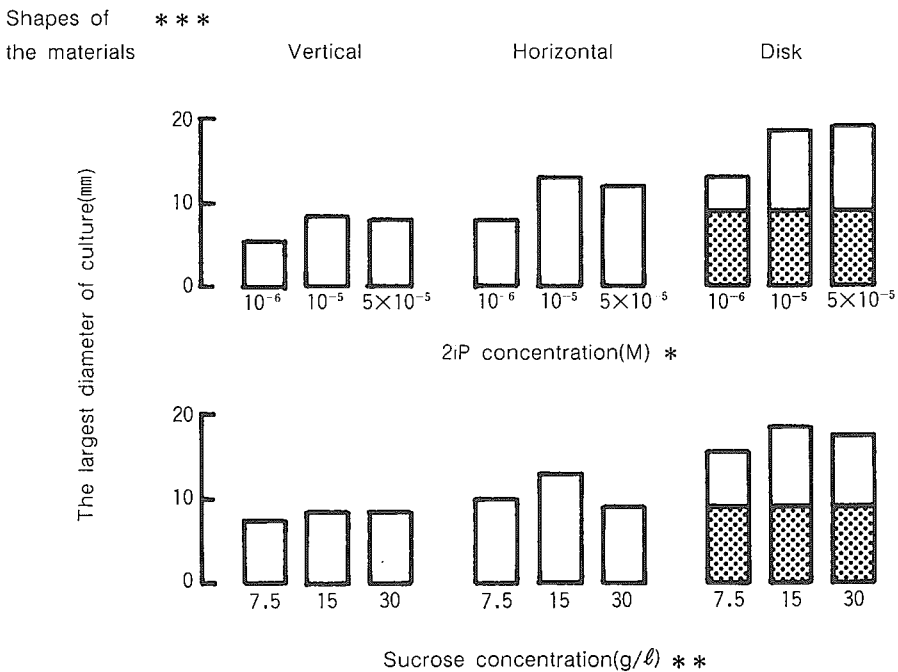 Shapes of the materials ***
Vertical Horizontal Disk
The largest diameter of culture(mm)
20
10
0
10⁻⁶ 10⁻⁵ 5×10⁻⁵ 10⁻⁶ 10⁻⁵ 5×10⁻⁵ 10⁻⁶ 10⁻⁵ 5×10⁻⁵
2iP concentration(M) *
20
10
0
7.5 15 30 7.5 15 30 7.5 15 30
Sucrose concentration(g/ℓ) **